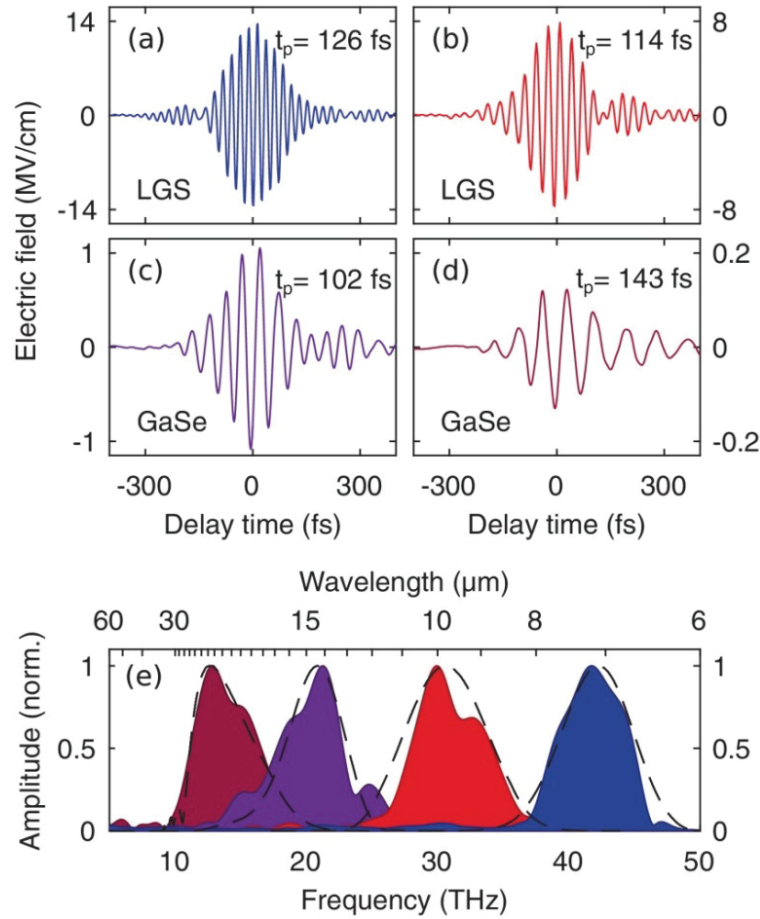 14 (a) tp= 126 fs (b) tp= 114 fs 8
0 0
-14 LGS LGS -8
Electric field (MV/cm)
1 (c) tp= 102 fs (d) tp= 143 fs 0.2
0 0
-1 GaSe GaSe -0.2
-300 0 300 -300 0 300
Delay time (fs) Delay time (fs)
Wavelength (µm)
60 30 15 10 8 6
1 (e) 1
0.5 0.5
0 0
Amplitude (norm.)
10 20 30 40 50
Frequency (THz)